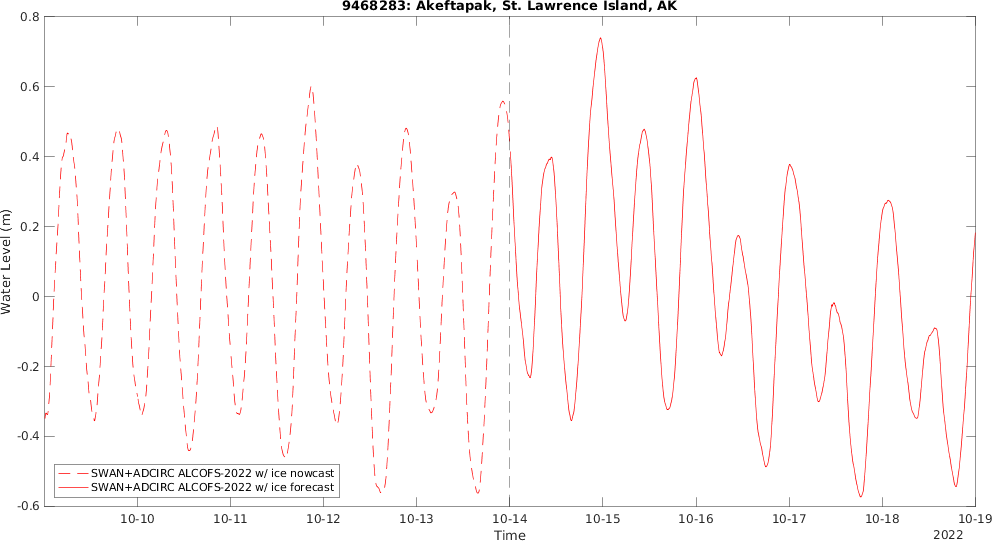 9468283: Akeftapak, St. Lawrence Island, AK
Water Level (m)
0.8
0.6
0.4
0.2
0
-0.2
-0.4
-0.6
SWAN+ADCIRC ALCOFS-2022 w/ ice nowcast
SWAN+ADCIRC ALCOFS-2022 w/ ice forecast
10-10 10-11 10-12 10-13 10-14 10-15 10-16 10-17 10-18 10-19
Time
2022